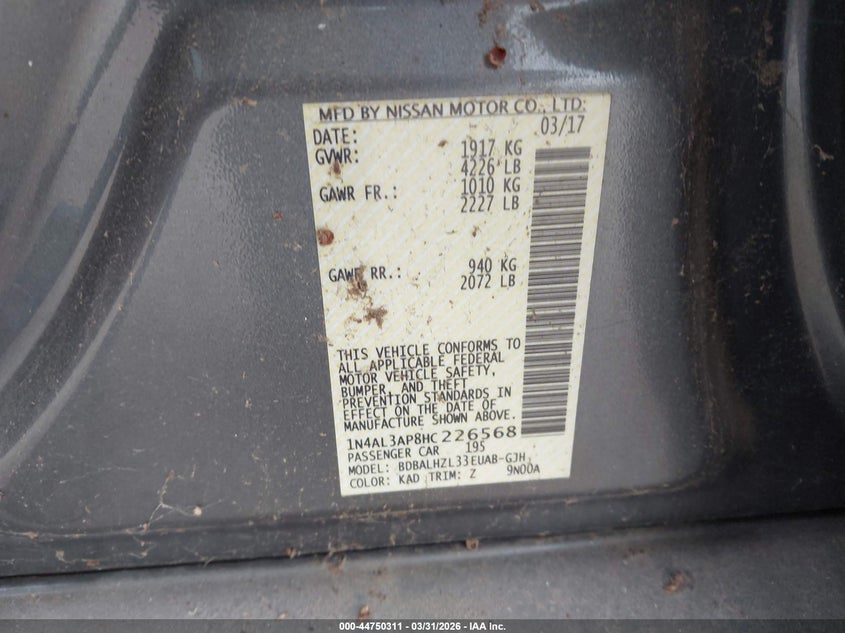 MFD BY NISSAN MOTOR CO., LTD.
DATE: 03/17
GVWR: 1917 KG
4226 LB
GAWR FR.: 1010 KG
2227 LB
GAWR RR.: 940 KG
2072 LB
THIS VEHICLE CONFORMS TO
ALL APPLICABLE FEDERAL
MOTOR VEHICLE SAFETY,
BUMPER, AND THEFT
PREVENTION STANDARDS IN
EFFECT ON THE DATE OF
MANUFACTURE SHOWN ABOVE.
1N4AL3AP8HC226568
PASSENGER CAR 195
MODEL: BDBALHZL33EUAB-GJH
COLOR: KAD TRIM: Z 9N00A
000-44750311 - 03/31/2026 - IAA Inc.